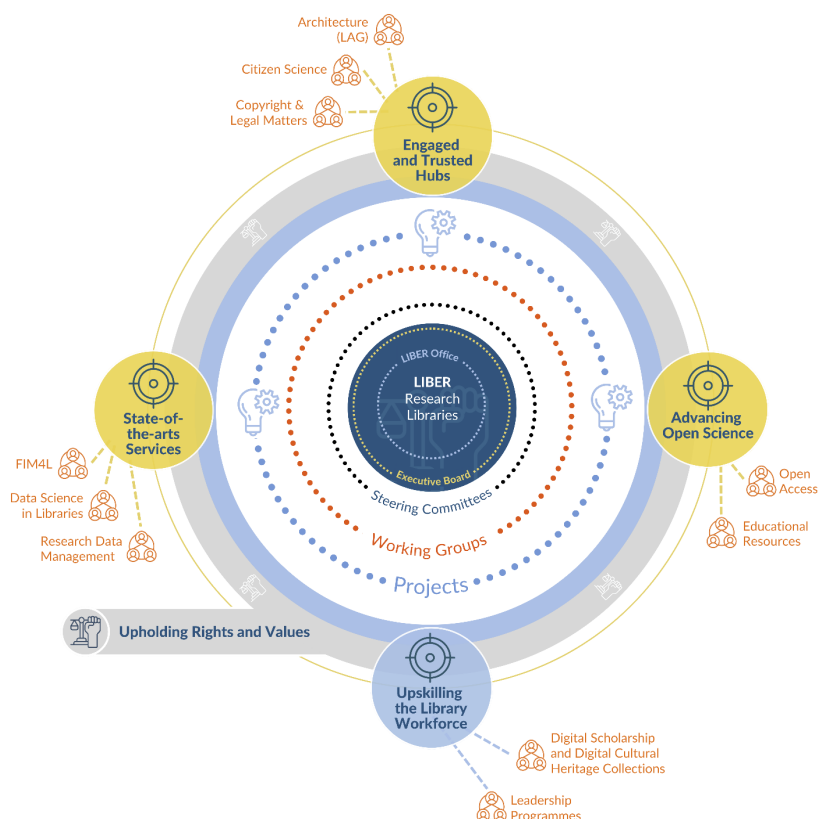 Architecture
(LAG)
Citizen Science
Copyright &
Legal Matters
Engaged
and Trusted
Hubs
LIBER Office
LIBER
Research
Libraries
Executive Board
Steering Committees
Working Groups
Projects
State-of-
the-arts
Services
FIM4L
Data Science
in Libraries
Research Data
Management
Advancing
Open Science
Open
Access
Educational
Resources
Upholding Rights and Values
Upskilling
the Library
Workforce
Digital Scholarship
and Digital Cultural
Heritage Collections
Leadership
Programmes